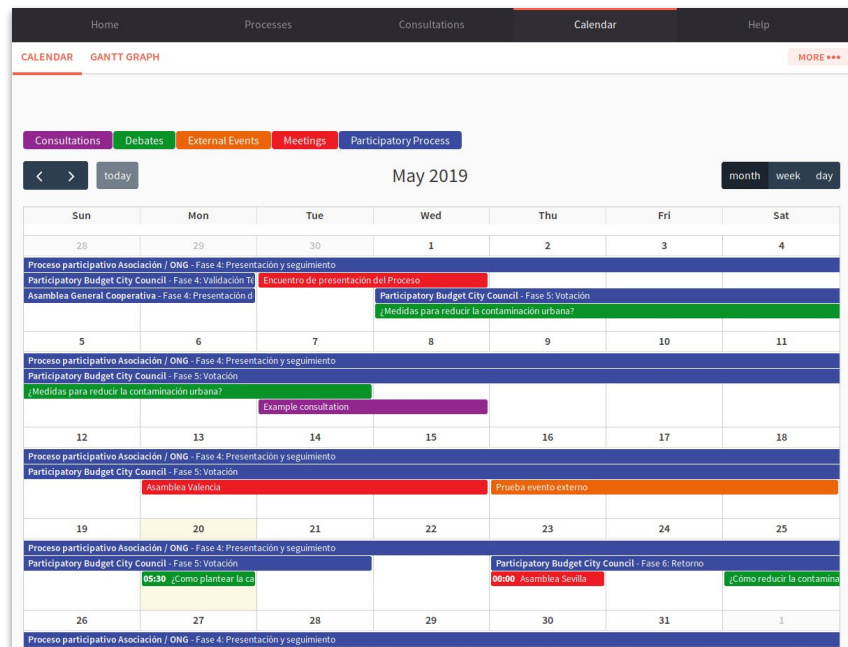 Home Processes Consultations Calendar Help
CALENDAR GANTT GRAPH MORE •••
Consultations Debates External Events Meetings Participatory Process
today May 2019 month week day
Sun Mon Tue Wed Thu Fri Sat
28 29 30 1 2 3 4
Proceso participativo Asociación / ONG - Fase 4: Presentación y seguimiento
Participatory Budget City Council - Fase 4: Validación Té Encuentro de presentación del Proceso
Asamblea General Cooperativa - Fase 4: Presentación d Participatory Budget City Council - Fase 5: Votación
¿Medidas para reducir la contaminación urbana?
5 6 7 8 9 10 11
Proceso participativo Asociación / ONG - Fase 4: Presentación y seguimiento
Participatory Budget City Council - Fase 5: Votación
¿Medidas para reducir la contaminación urbana?
Example consultation
12 13 14 15 16 17 18
Proceso participativo Asociación / ONG - Fase 4: Presentación y seguimiento
Participatory Budget City Council - Fase 5: Votación
Asamblea Valencia Prueba evento externo
19 20 21 22 23 24 25
Proceso participativo Asociación / ONG - Fase 4: Presentación y seguimiento
Participatory Budget City Council - Fase 5: Votación Participatory Budget City Council - Fase 6: Retorno
05:30 ¿Como plantear la ca 00:00 Asamblea Sevilla ¿Cómo reducir la contamina
26 27 28 29 30 31 1
Proceso participativo Asociación / ONG - Fase 4: Presentación y seguimiento